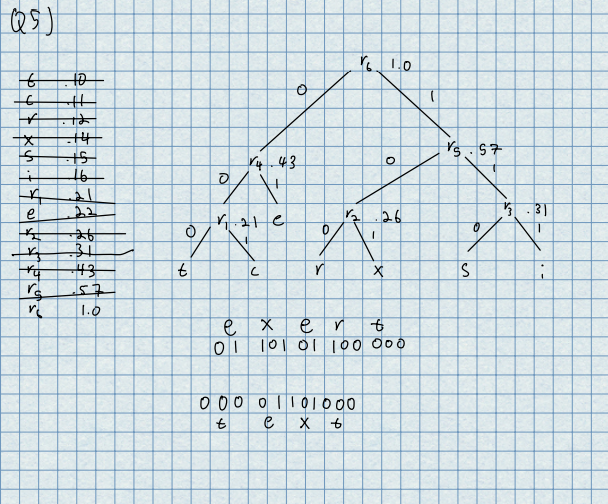 Q5)
t .10
c .11
r .12
x .14
s .15
i .16
r1 .21
e .22
r2 .26
r3 .31
r4 .43
r5 .57
r6 1.0
r6 1.0
0 1
r4 .43 r5 .57
0 1 0 1
r1 .21 e r2 .26 r3 .31
0 1 0 1 0 1
t c r x s i
e x e r t
01 101 01 100 000
000 01101000
t e x t